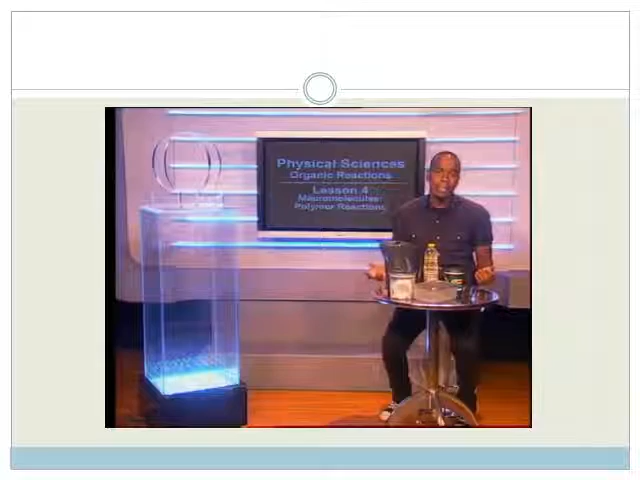 Physical Sciences
Organic Reactions
Lesson 4
Macromolecules:
Polymer Reactions